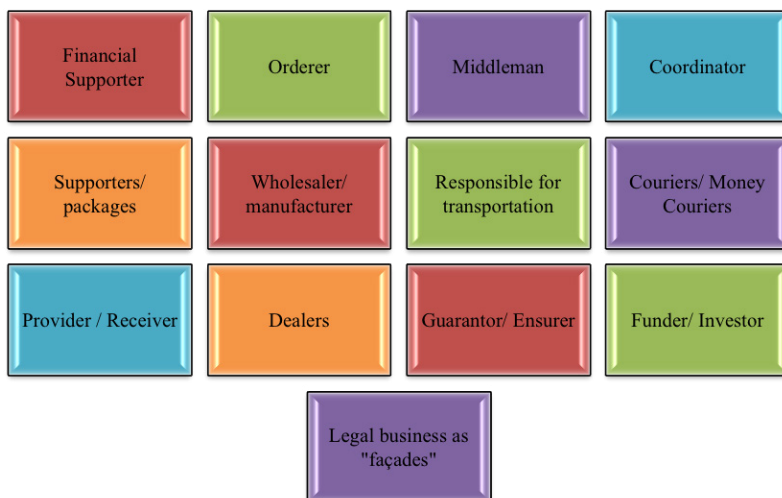 Financial
Supporter
Orderer
Middleman
Coordinator
Supporters/
packages
Wholesaler/
manufacturer
Responsible for
transportation
Couriers/ Money
Couriers
Provider / Receiver
Dealers
Guarantor/ Ensurer
Funder/ Investor
Legal business as
"façades"